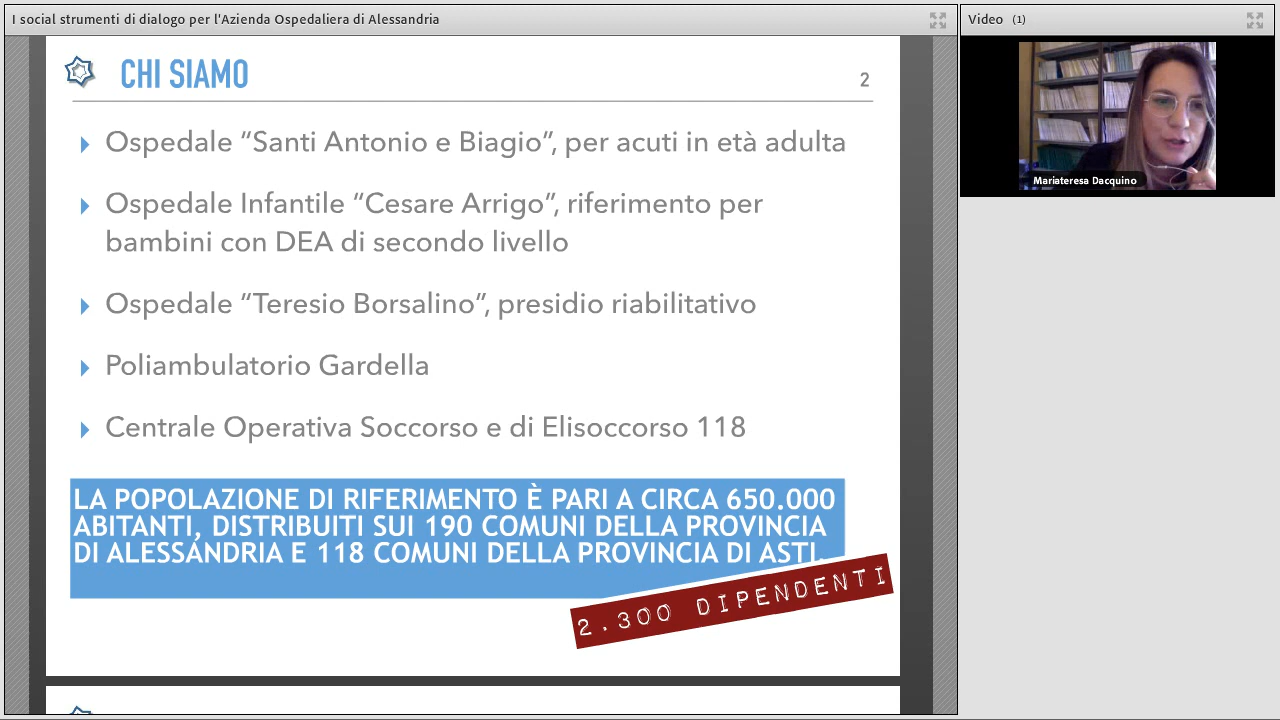 I social strumenti di dialogo per l'Azienda Ospedaliera di Alessandria
Video (1)
CHI SIAMO
2
Ospedale “Santi Antonio e Biagio”, per acuti in età adulta
Ospedale Infantile “Cesare Arrigo”, riferimento per
bambini con DEA di secondo livello
Ospedale “Teresio Borsalino”, presidio riabilitativo
Poliambulatorio Gardella
Centrale Operativa Soccorso e di Elisoccorso 118
LA POPOLAZIONE DI RIFERIMENTO È PARI A CIRCA 650.000
ABITANTI, DISTRIBUITI SUI 190 COMUNI DELLA PROVINCIA
DI ALESSANDRIA E 118 COMUNI DELLA PROVINCIA DI ASTI.
2.300 DIPENDENTI
Mariateresa Dacquino